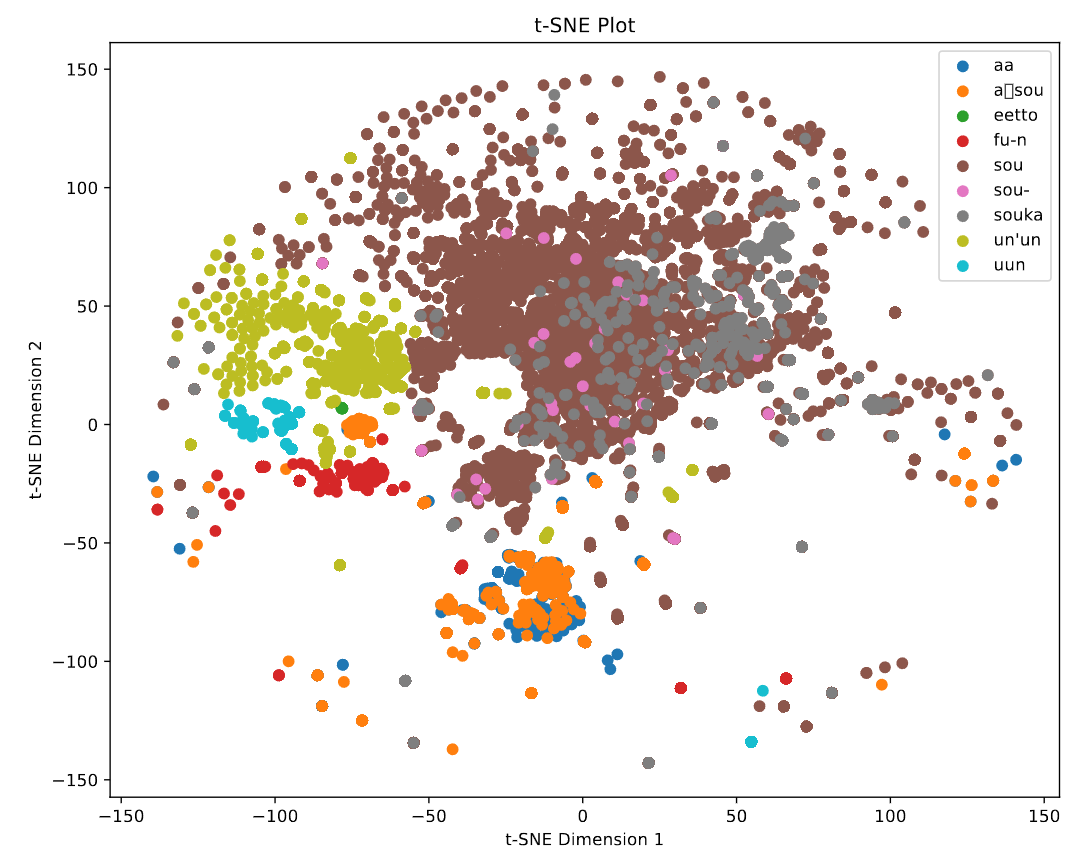 t-SNE Plot
150
100
50
0
−50
−100
−150
−150
−100
−50
0
50
100
150
t-SNE Dimension 1
t-SNE Dimension 2
aa
a▯sou
eetto
fu-n
sou
sou-
souka
un'un
uun